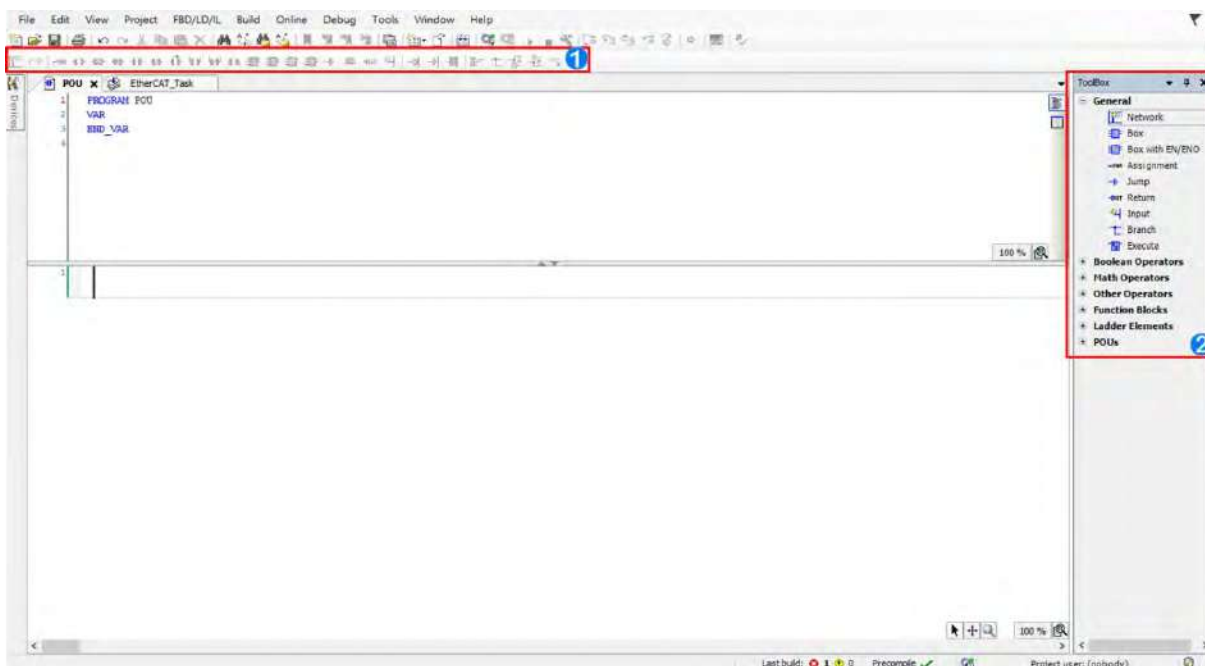 File Edit View Project FBD/LD/IL Build Online Debug Tools Window Help
1
POU EtherCAT_Task
Devices
1 PROGRAM POU
2 VAR
3 END_VAR
4
100 %
1
100 %
ToolBox
General
Network
Box
Box with EN/ENO
Assignment
Jump
Return
Input
Branch
Execute
Boolean Operators
Math Operators
Other Operators
Function Blocks
Ladder Elements
POUs
2
Last build: 1 0 Precompile Project user: (nobody)